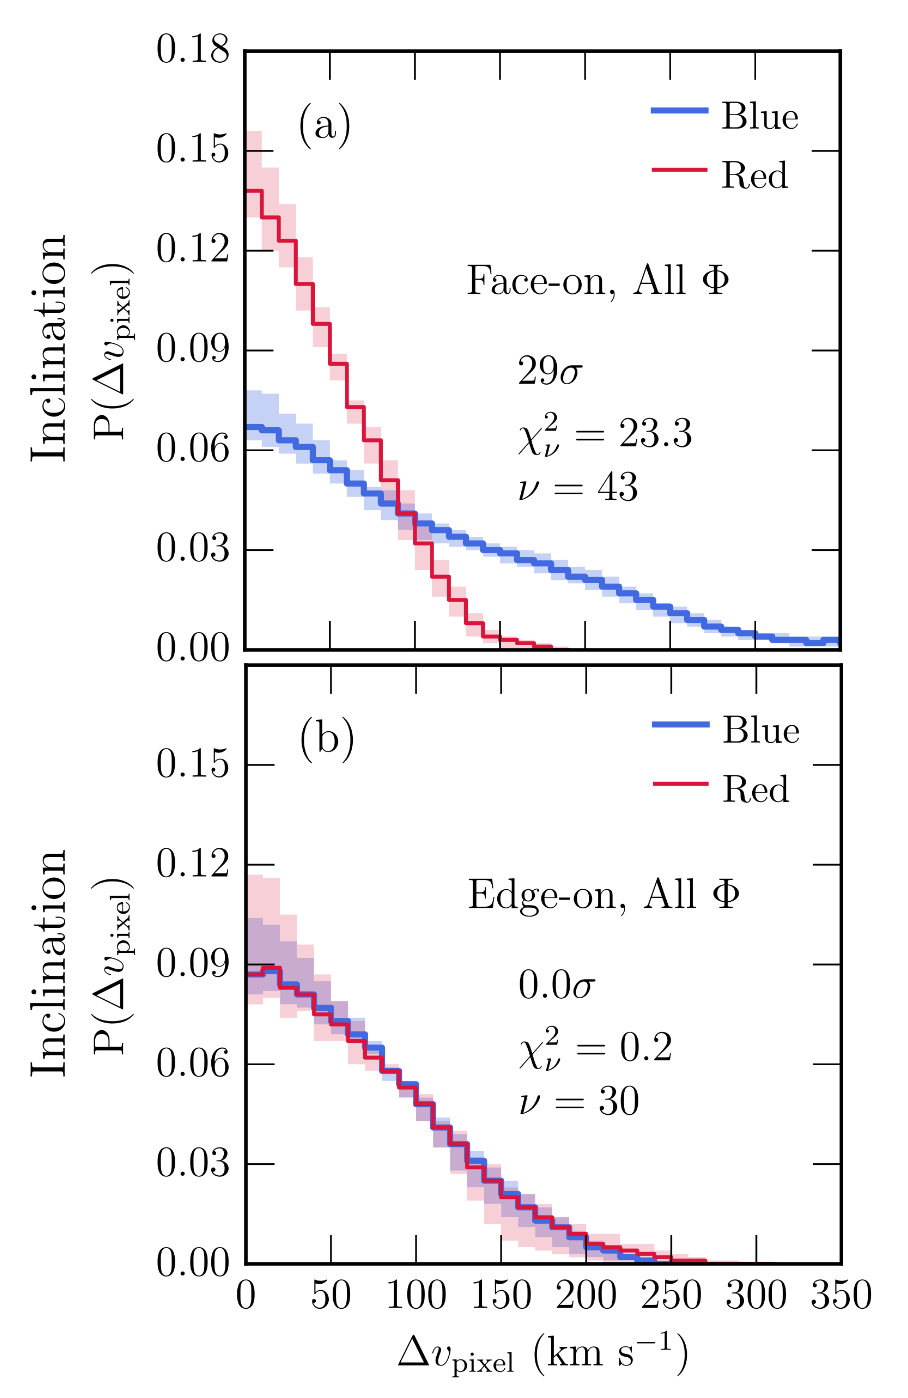 0.18
(a)
Blue
0.15
Red
0.12
Face-on, All Φ
Inclination
P(Δv_pixel)
0.09
29σ
χ²_ν = 23.3
0.06
ν = 43
0.03
0.00
(b)
Blue
0.15
Red
0.12
Edge-on, All Φ
Inclination
P(Δv_pixel)
0.09
0.0σ
χ²_ν = 0.2
0.06
ν = 30
0.03
0.00
0 50 100 150 200 250 300 350
Δv_pixel (km s⁻¹)